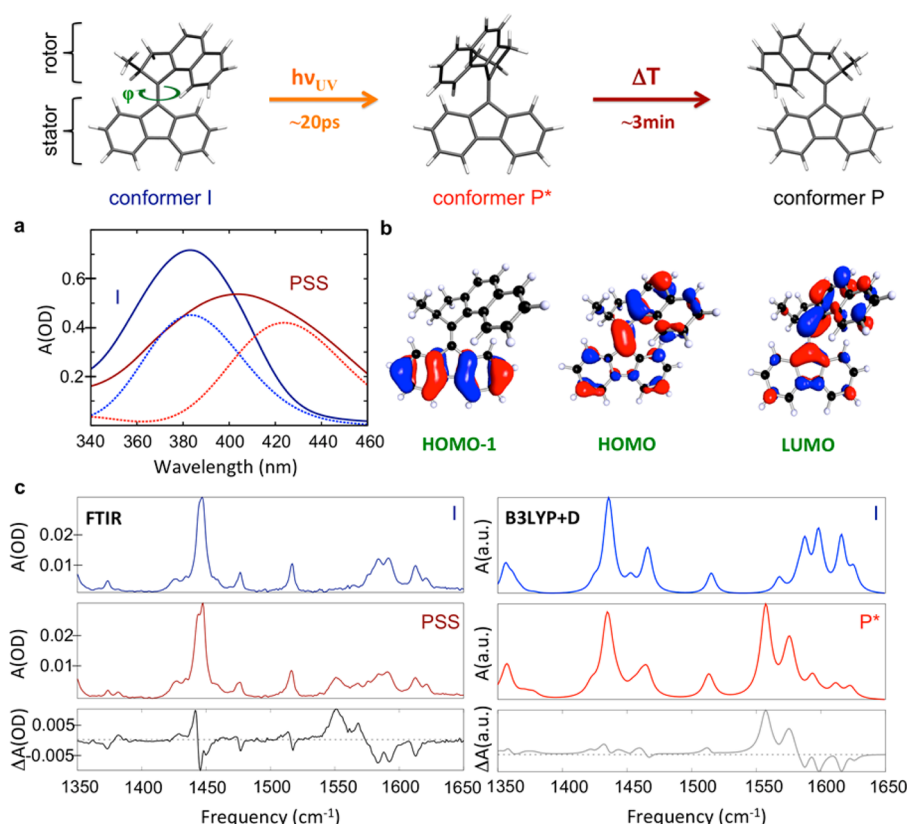 rotor
stator
φ
hνUV
~20ps
ΔT
~3min
conformer I
conformer P*
conformer P
a
b
A(OD)
0.6
0.4
0.2
I
PSS
340 360 380 400 420 440 460
Wavelength (nm)
HOMO-1
HOMO
LUMO
c
FTIR
I
A(OD)
0.02
0.01
PSS
A(OD)
0.02
0.01
ΔA(OD)
0.005
-0.005
1350 1400 1450 1500 1550 1600 1650
Frequency (cm-1)
B3LYP+D
I
A(a.u.)
P*
A(a.u.)
ΔA(a.u.)
1350 1400 1450 1500 1550 1600 1650
Frequency (cm-1)